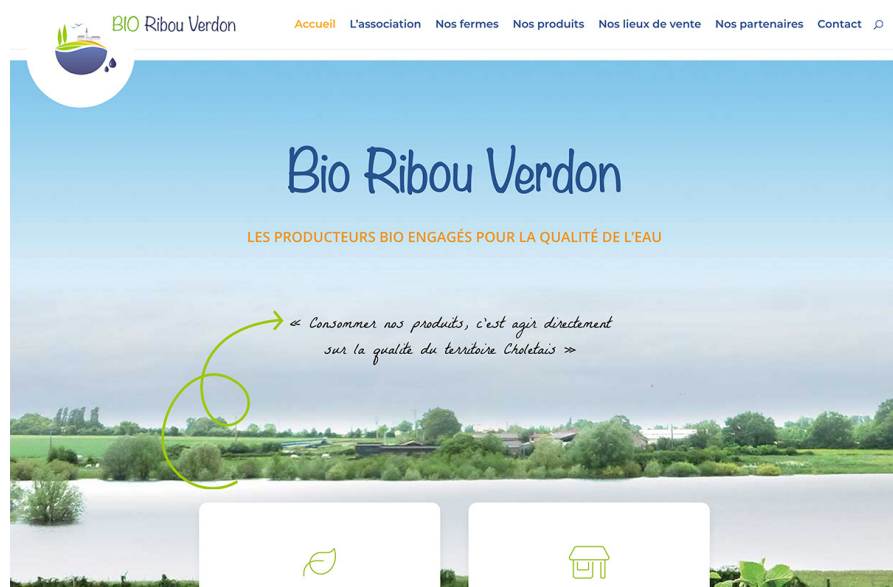 BIO Ribou Verdon
Accueil L'association Nos fermes Nos produits Nos lieux de vente Nos partenaires Contact
Bio Ribou Verdon
LES PRODUCTEURS BIO ENGAGÉS POUR LA QUALITÉ DE L'EAU
« Consommer nos produits, c'est agir directement
sur la qualité du territoire Choletais »